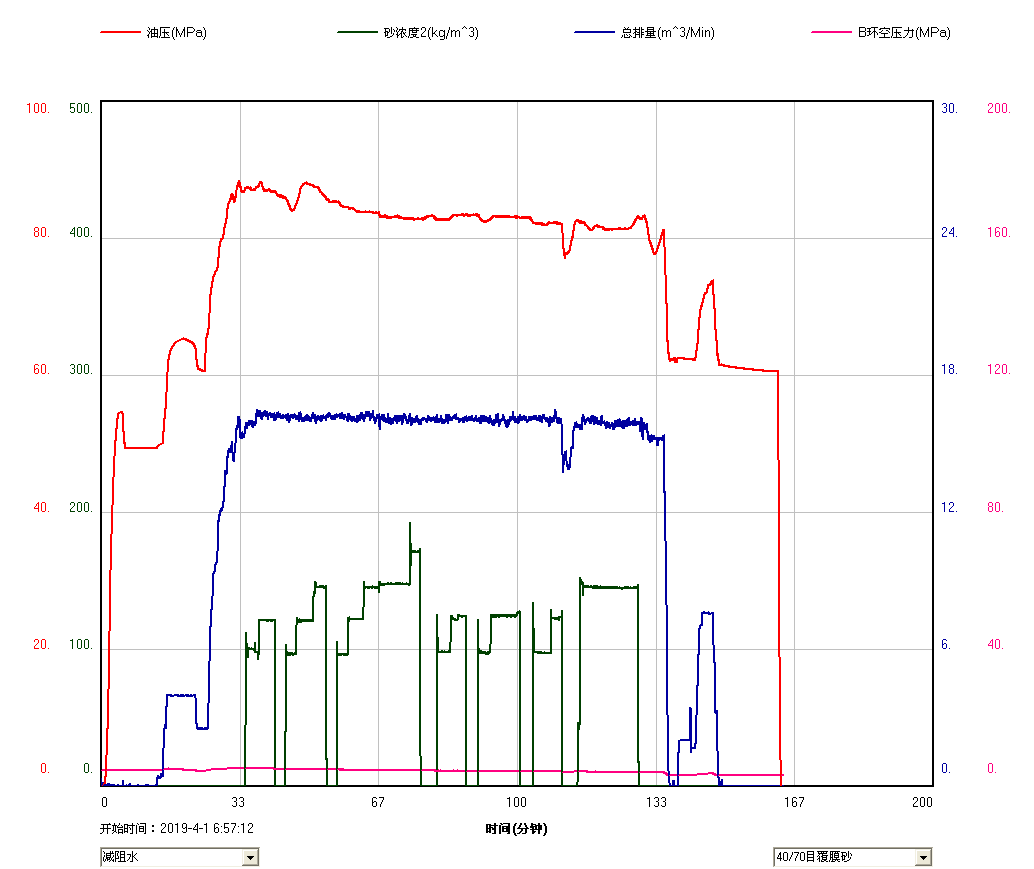 油压(MPa) 砂浓度2(kg/m^3) 总排量(m^3/Min) B环空压力(MPa)
100. 500. 30. 200.
80. 400. 24. 160.
60. 300. 18. 120.
40. 200. 12. 80.
20. 100. 6. 40.
0. 0. 0. 0.
0 33 67 100 133 167 200
开始时间：2019-4-1 6:57:12 时间(分钟)
减阻水 40/70目覆膜砂